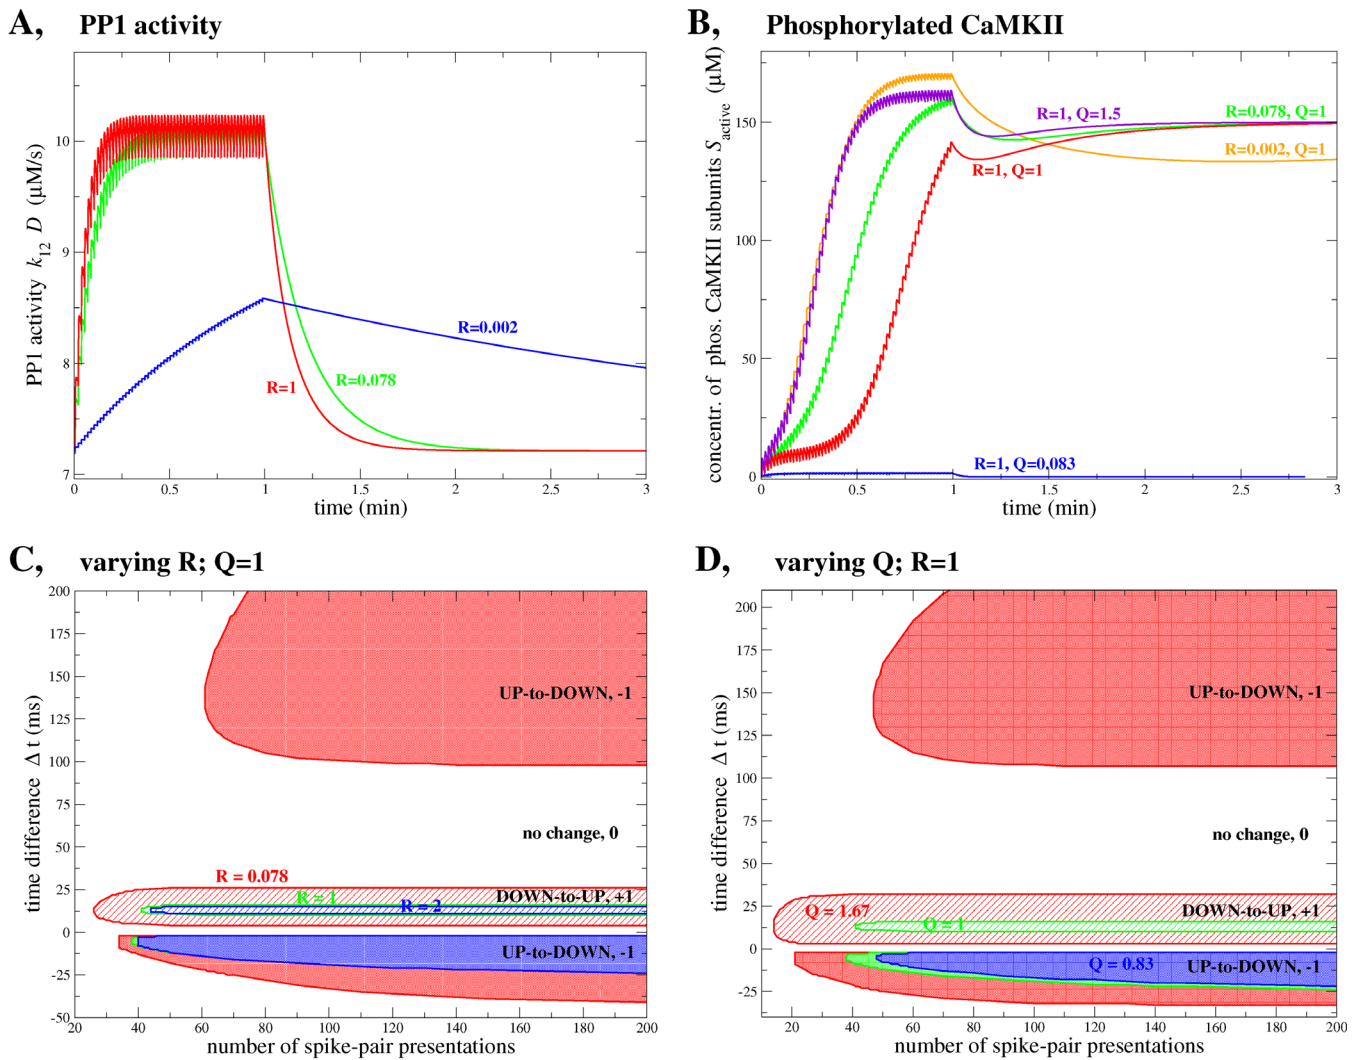 A, PP1 activity
PP1 activity k12 D (μM/s)
10
9
8
7
R=0.002
R=0.078
R=1
0
0.5
1
1.5
2
2.5
3
time (min)
B, Phosphorylated CaMKII
concentr. of phos. CaMKII subunits Sactive (μM)
150
100
50
0
R=1, Q=1.5
R=0.078, Q=1
R=0.002, Q=1
R=1, Q=1
R=1, Q=0.083
0
0.5
1
1.5
2
2.5
3
time (min)
C, varying R; Q=1
time difference Δ t (ms)
200
175
150
125
100
75
50
25
0
-25
-50
UP-to-DOWN, -1
no change, 0
R = 0.078
R = 1
R = 2
DOWN-to-UP, +1
UP-to-DOWN, -1
20
40
60
80
100
120
140
160
180
200
number of spike-pair presentations
D, varying Q; R=1
time difference Δ t (ms)
200
175
150
125
100
75
50
25
0
-25
UP-to-DOWN, -1
no change, 0
Q = 1.67
Q = 1
DOWN-to-UP, +1
Q = 0.83
UP-to-DOWN, -1
20
40
60
80
100
120
140
160
180
200
number of spike-pair presentations